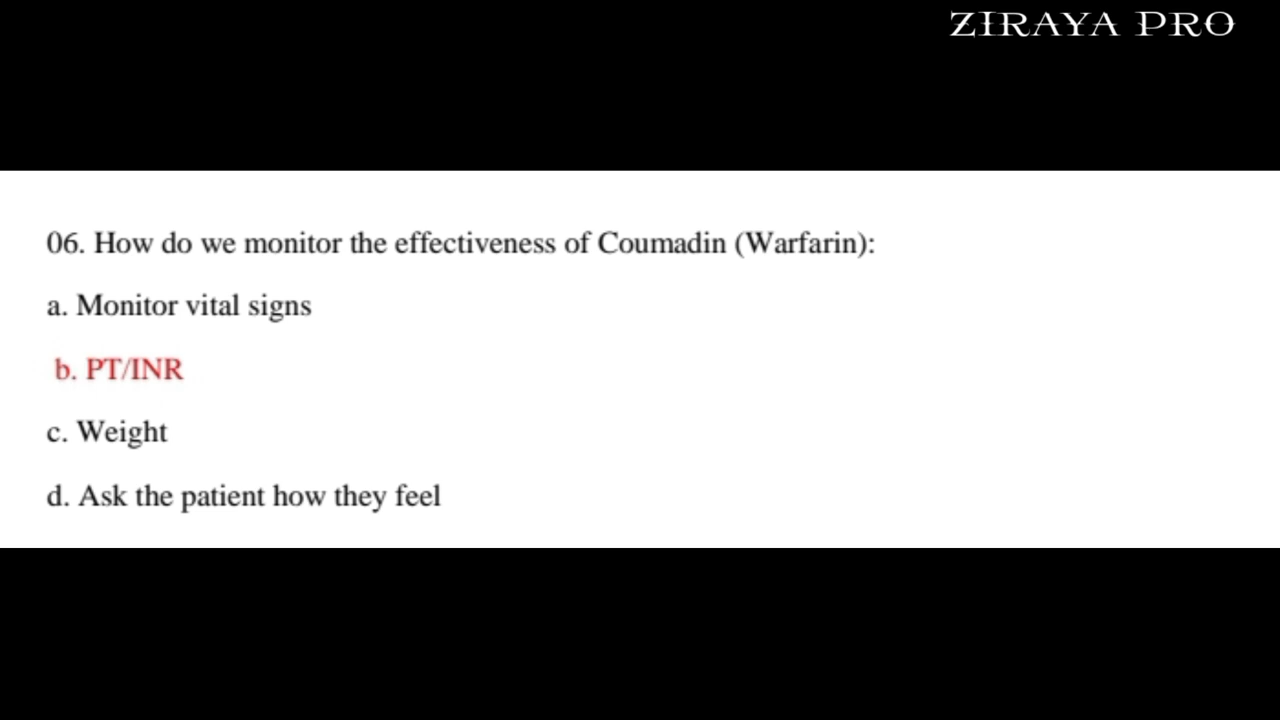 ZIRAYA PRO
06. How do we monitor the effectiveness of Coumadin (Warfarin):
a. Monitor vital signs
b. PT/INR
c. Weight
d. Ask the patient how they feel